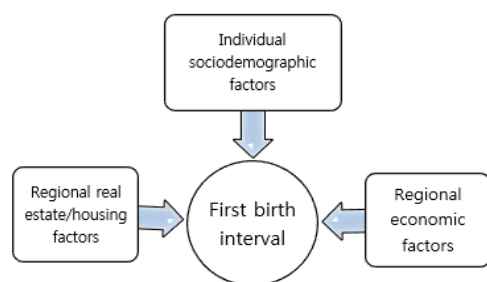 Individual
sociodemographic
factors
Regional real
estate/housing
factors
First birth
interval
Regional
economic
factors